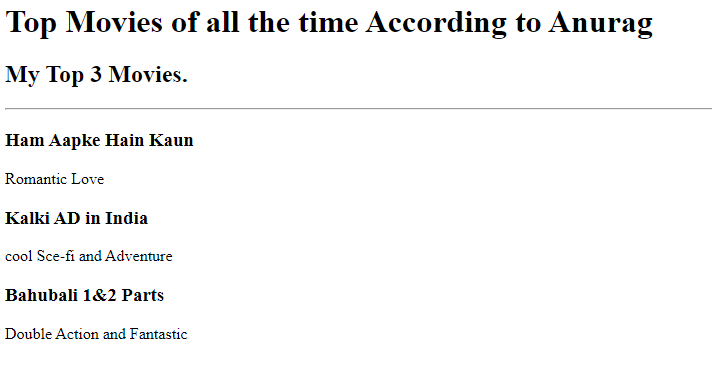 Top Movies of all the time According to Anurag
My Top 3 Movies.
Ham Aapke Hain Kaun
Romantic Love
Kalki AD in India
cool Sce-fi and Adventure
Bahubali 1&2 Parts
Double Action and Fantastic